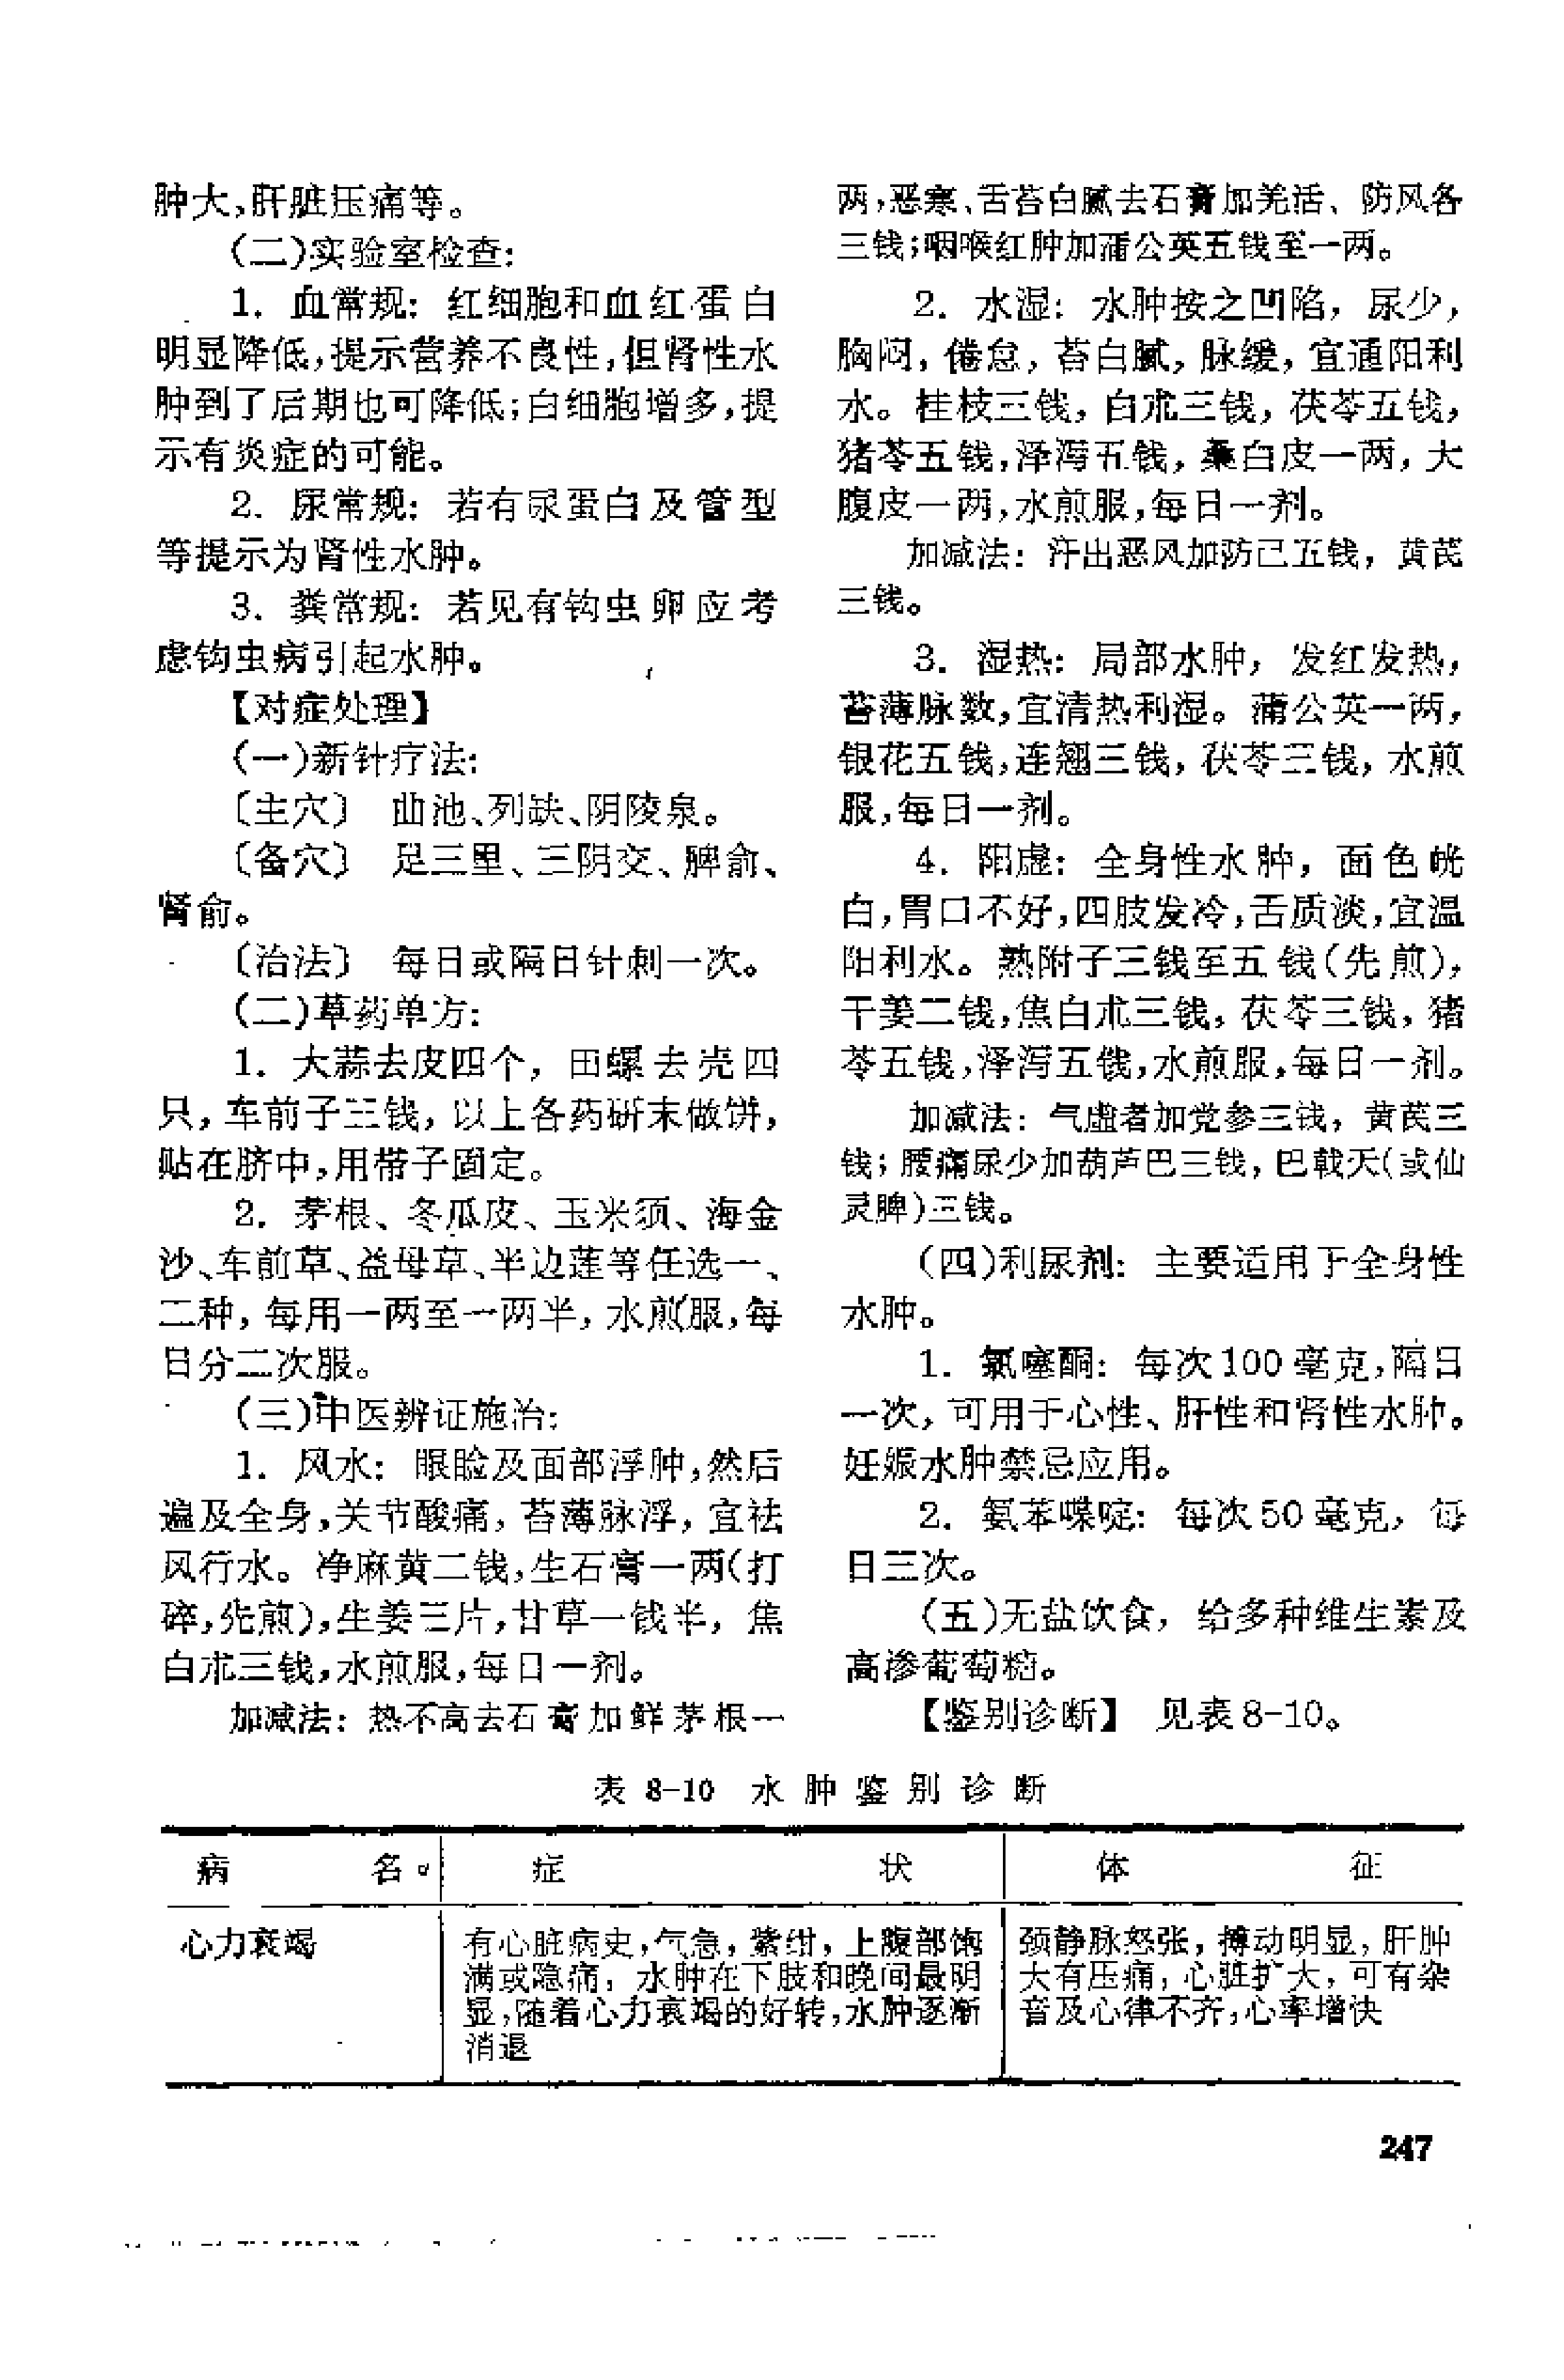 肿大,肝脏压痛等。
(二)实验室检查:
1. 血常规: 红细胞和血红蛋白
明显降低,提示营养不良性,但肾性水
肿到了后期也可降低;白细胞增多,提
示有炎症的可能。
2. 尿常规: 若有尿蛋白及管型
等提示为肾性水肿。
3. 粪常规: 若见有钩虫卵应考
虑钩虫病引起水肿。
【对症处理】
(一)新针疗法:
〔主穴〕 曲池、列缺、阴陵泉。
〔备穴〕 足三里、三阴交、脾俞、
肾俞。
〔治法〕 每日或隔日针刺一次。
(二)草药单方:
1. 大蒜去皮四个, 田螺去壳四
只, 车前子三钱, 以上各药研末做饼,
贴在脐中,用带子固定。
2. 茅根、冬瓜皮、玉米须、海金
沙、车前草、益母草、半边莲等任选一、
二种, 每用一两至一两半, 水煎服,每
日分二次服。
(三)中医辨证施治:
1. 风水: 眼睑及面部浮肿,然后
遍及全身,关节酸痛, 苔薄脉浮, 宜祛
风行水。净麻黄二钱,生石膏一两(打
碎,先煎),生姜三片,甘草一钱半, 焦
白朮三钱,水煎服,每日一剂。
加减法: 热不高去石膏加鲜茅根一
两,恶寒、舌苔白腻去石膏加羌活、防风各
三钱;咽喉红肿加蒲公英五钱至一两。
2. 水湿: 水肿按之凹陷, 尿少,
胸闷, 倦怠, 苔白腻, 脉缓, 宜通阳利
水。桂枝三钱, 白朮三钱, 茯苓五钱,
猪苓五钱,泽泻五钱, 桑白皮一两, 大
腹皮一两,水煎服,每日一剂。
加减法: 汗出恶风加防己五钱, 黄芪
三钱。
3. 湿热: 局部水肿, 发红发热,
苔薄脉数,宜清热利湿。蒲公英一两,
银花五钱,连翘三钱, 茯苓三钱, 水煎
服,每日一剂。
4. 阳虚: 全身性水肿, 面色㿠
白,胃口不好,四肢发冷,舌质淡,宜温
阳利水。熟附子三钱至五钱(先煎),
干姜二钱,焦白朮三钱, 茯苓三钱, 猪
苓五钱,泽泻五钱,水煎服,每日一剂。
加减法: 气虚者加党参三钱, 黄芪三
钱; 腰痛尿少加葫芦巴三钱, 巴戟天(或仙
灵脾)三钱。
(四)利尿剂: 主要适用于全身性
水肿。
1. 氯噻酮: 每次100毫克,隔日
一次, 可用于心性、肝性和肾性水肿。
妊娠水肿禁忌应用。
2. 氨苯喋啶: 每次50毫克, 每
日三次。
(五)无盐饮食, 给多种维生素及
高渗葡萄糖。
【鉴别诊断】 见表8-10。
表 8-10 水肿鉴别诊断
病名 症状 体征
心力衰竭 有心脏病史,气急, 紫绀, 上腹部饱 颈静脉怒张, 搏动明显, 肝肿
满或隐痛, 水肿在下肢和晚间最明 大有压痛, 心脏扩大, 可有杂
显,随着心力衰竭的好转,水肿逐渐 音及心律不齐,心率增快
消退
247